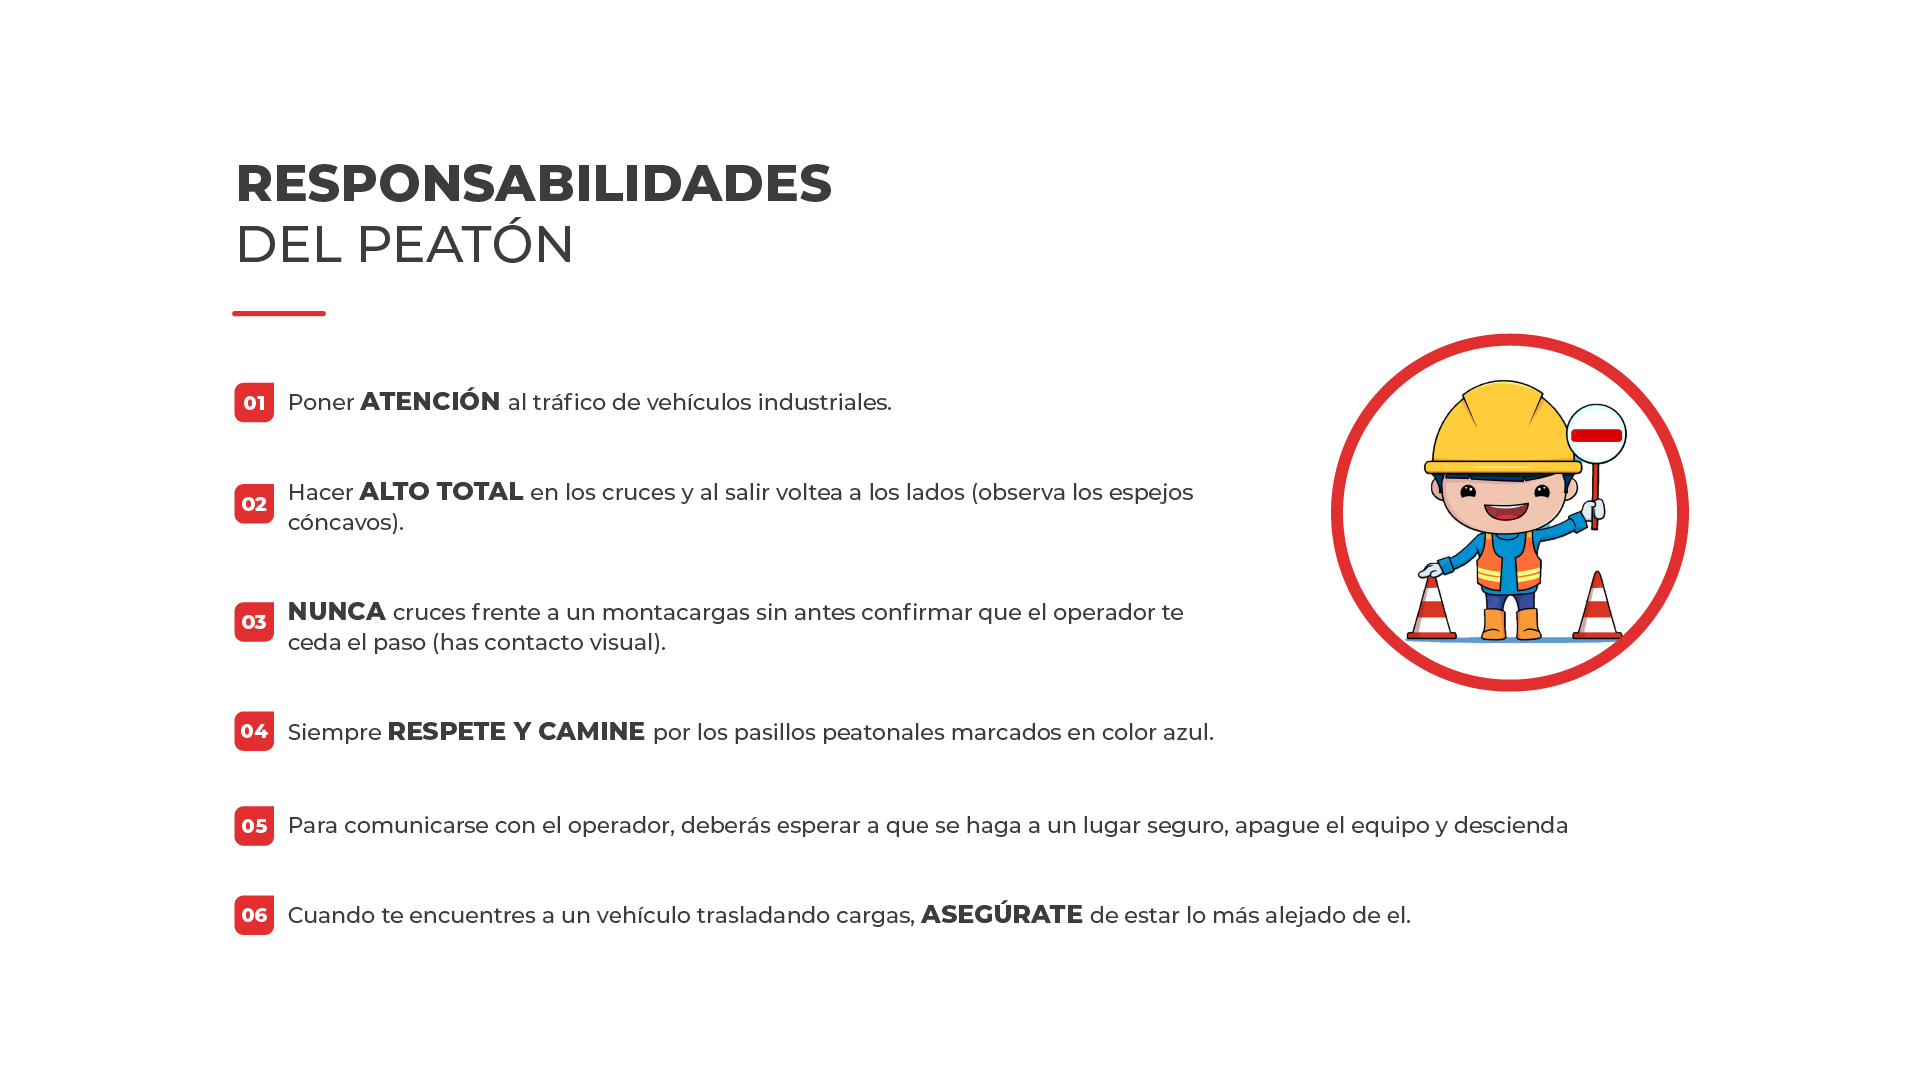 RESPONSABILIDADES
DEL PEATÓN
01 Poner ATENCIÓN al tráfico de vehículos industriales.
02 Hacer ALTO TOTAL en los cruces y al salir voltea a los lados (observa los espejos
cóncavos).
03 NUNCA cruces frente a un montacargas sin antes confirmar que el operador te
ceda el paso (has contacto visual).
04 Siempre RESPETE Y CAMINE por los pasillos peatonales marcados en color azul.
05 Para comunicarse con el operador, deberás esperar a que se haga a un lugar seguro, apague el equipo y descienda
06 Cuando te encuentres a un vehículo trasladando cargas, ASEGÚRATE de estar lo más alejado de el.